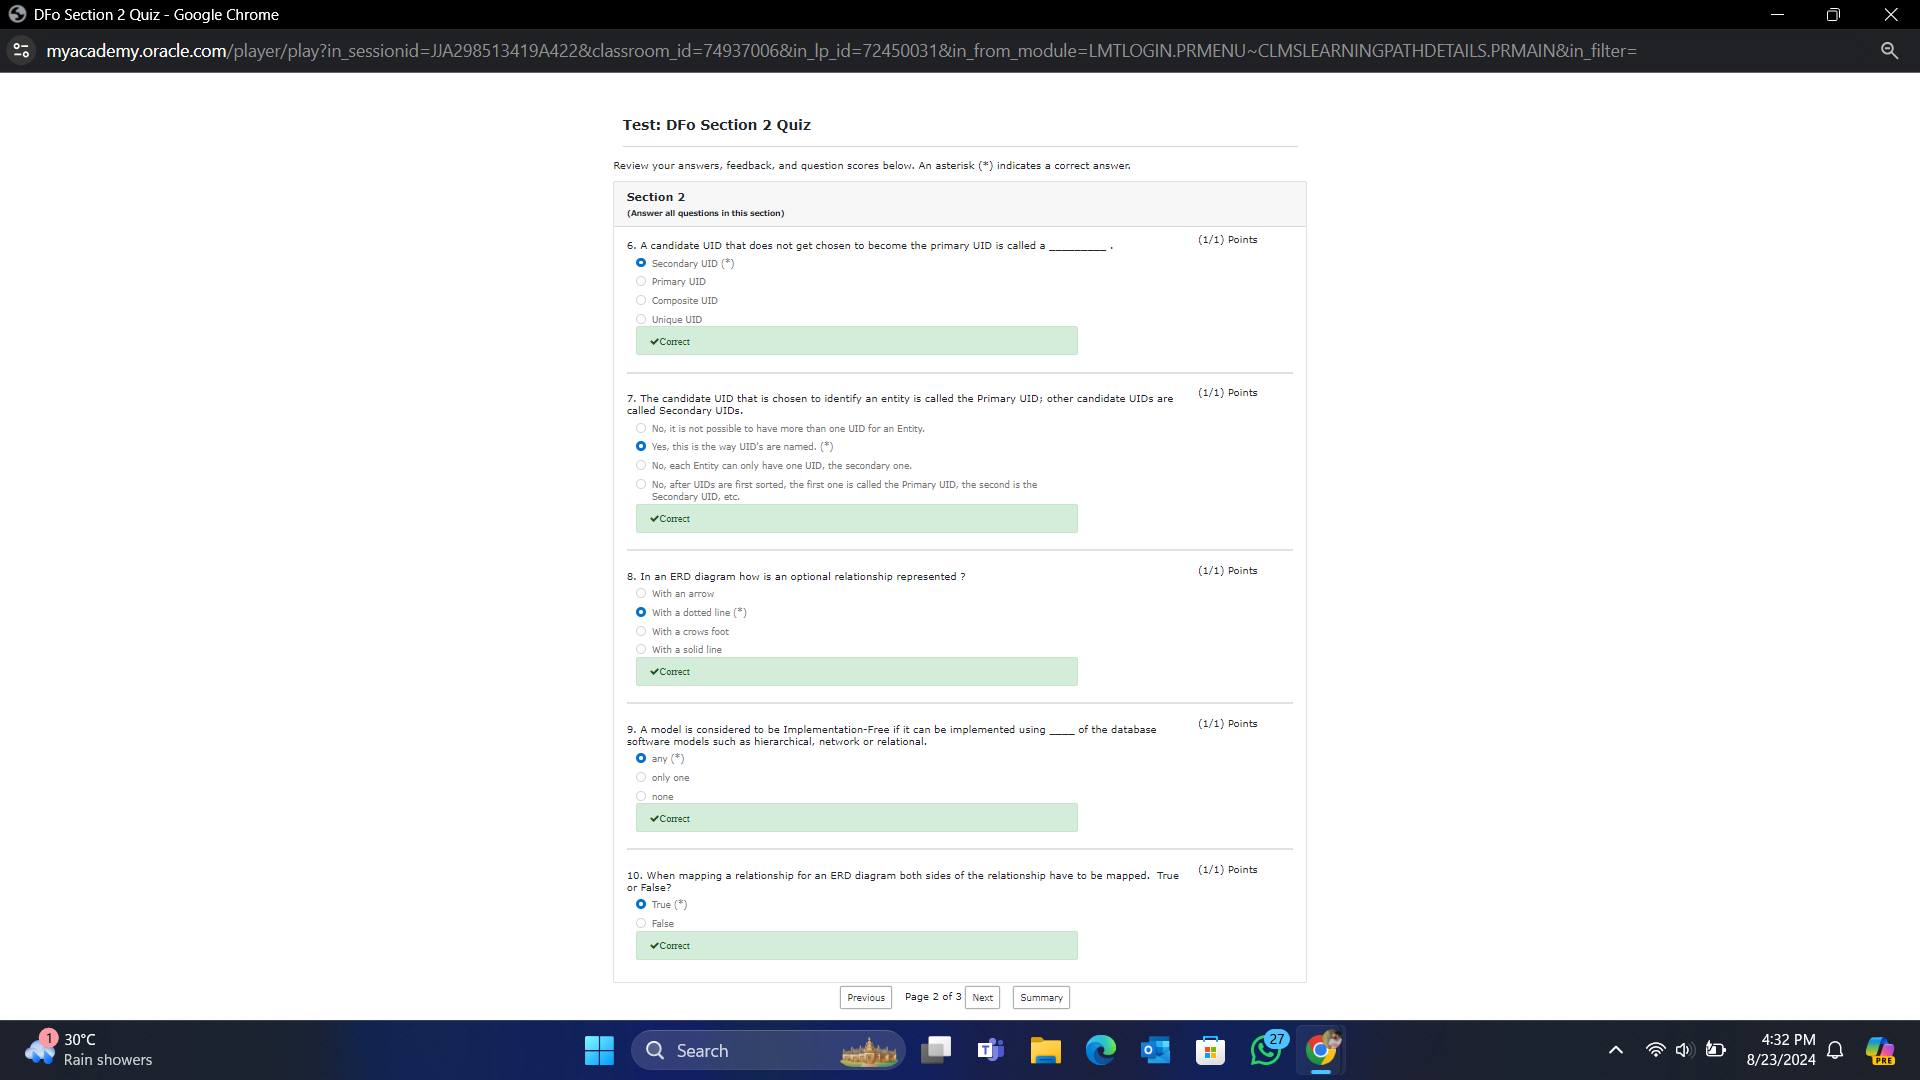 DFo Section 2 Quiz - Google Chrome
myacademy.oracle.com/player/play?in_sessionid=JJA298513419A422&classroom_id=74937006&in_lp_id=72450031&in_from_module=LMTLOGIN.PRMENU~CLMSLEARNINGPATHDETAILS.PRMAIN&in_filter=
Test: DFo Section 2 Quiz
Review your answers, feedback, and question scores below. An asterisk (*) indicates a correct answer.
Section 2
(Answer all questions in this section)
6. A candidate UID that does not get chosen to become the primary UID is called a _________ .
(1/1) Points
Secondary UID (*)
Primary UID
Composite UID
Unique UID
✔Correct
7. The candidate UID that is chosen to identify an entity is called the Primary UID; other candidate UIDs are
called Secondary UIDs.
(1/1) Points
No, it is not possible to have more than one UID for an Entity.
Yes, this is the way UID's are named. (*)
No, each Entity can only have one UID, the secondary one.
No, after UIDs are first sorted, the first one is called the Primary UID, the second is the
Secondary UID, etc.
✔Correct
8. In an ERD diagram how is an optional relationship represented ?
(1/1) Points
With an arrow
With a dotted line (*)
With a crows foot
With a solid line
✔Correct
9. A model is considered to be Implementation-Free if it can be implemented using ____ of the database
software models such as hierarchical, network or relational.
(1/1) Points
any (*)
only one
none
✔Correct
10. When mapping a relationship for an ERD diagram both sides of the relationship have to be mapped.  True
or False?
(1/1) Points
True (*)
False
✔Correct
Previous Page 2 of 3 Next Summary
1
30°C
Rain showers
Search
27
4:32 PM
8/23/2024
PRE